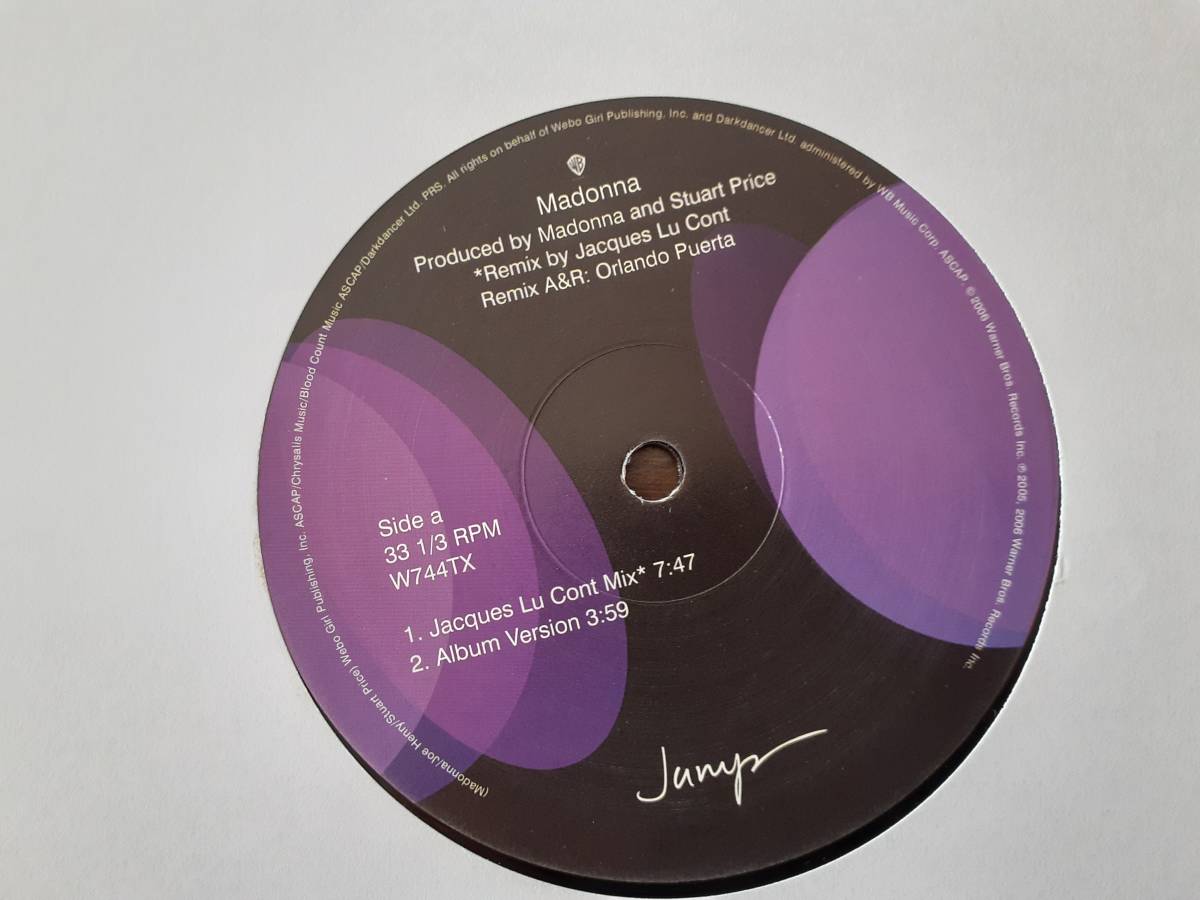 WB
Madonna
Produced by Madonna and Stuart Price
*Remix by Jacques Lu Cont
Remix A&R: Orlando Puerta
Side a
33 1/3 RPM
W744TX
1. Jacques Lu Cont Mix* 7:47
2. Album Version 3:59
Jump
(Madonna/Joe Henry/Stuart Price) Webo Girl Publishing, Inc. ASCAP/Chrysalis Music/Blood Count Music ASCAP/Darkdancer Ltd. PRS. All rights on behalf of Webo Girl Publishing, Inc. and Darkdancer Ltd. administered by WB Music Corp. ASCAP. © 2006 Warner Bros. Records Inc. ℗ 2005, 2006 Warner Bros. Records Inc.